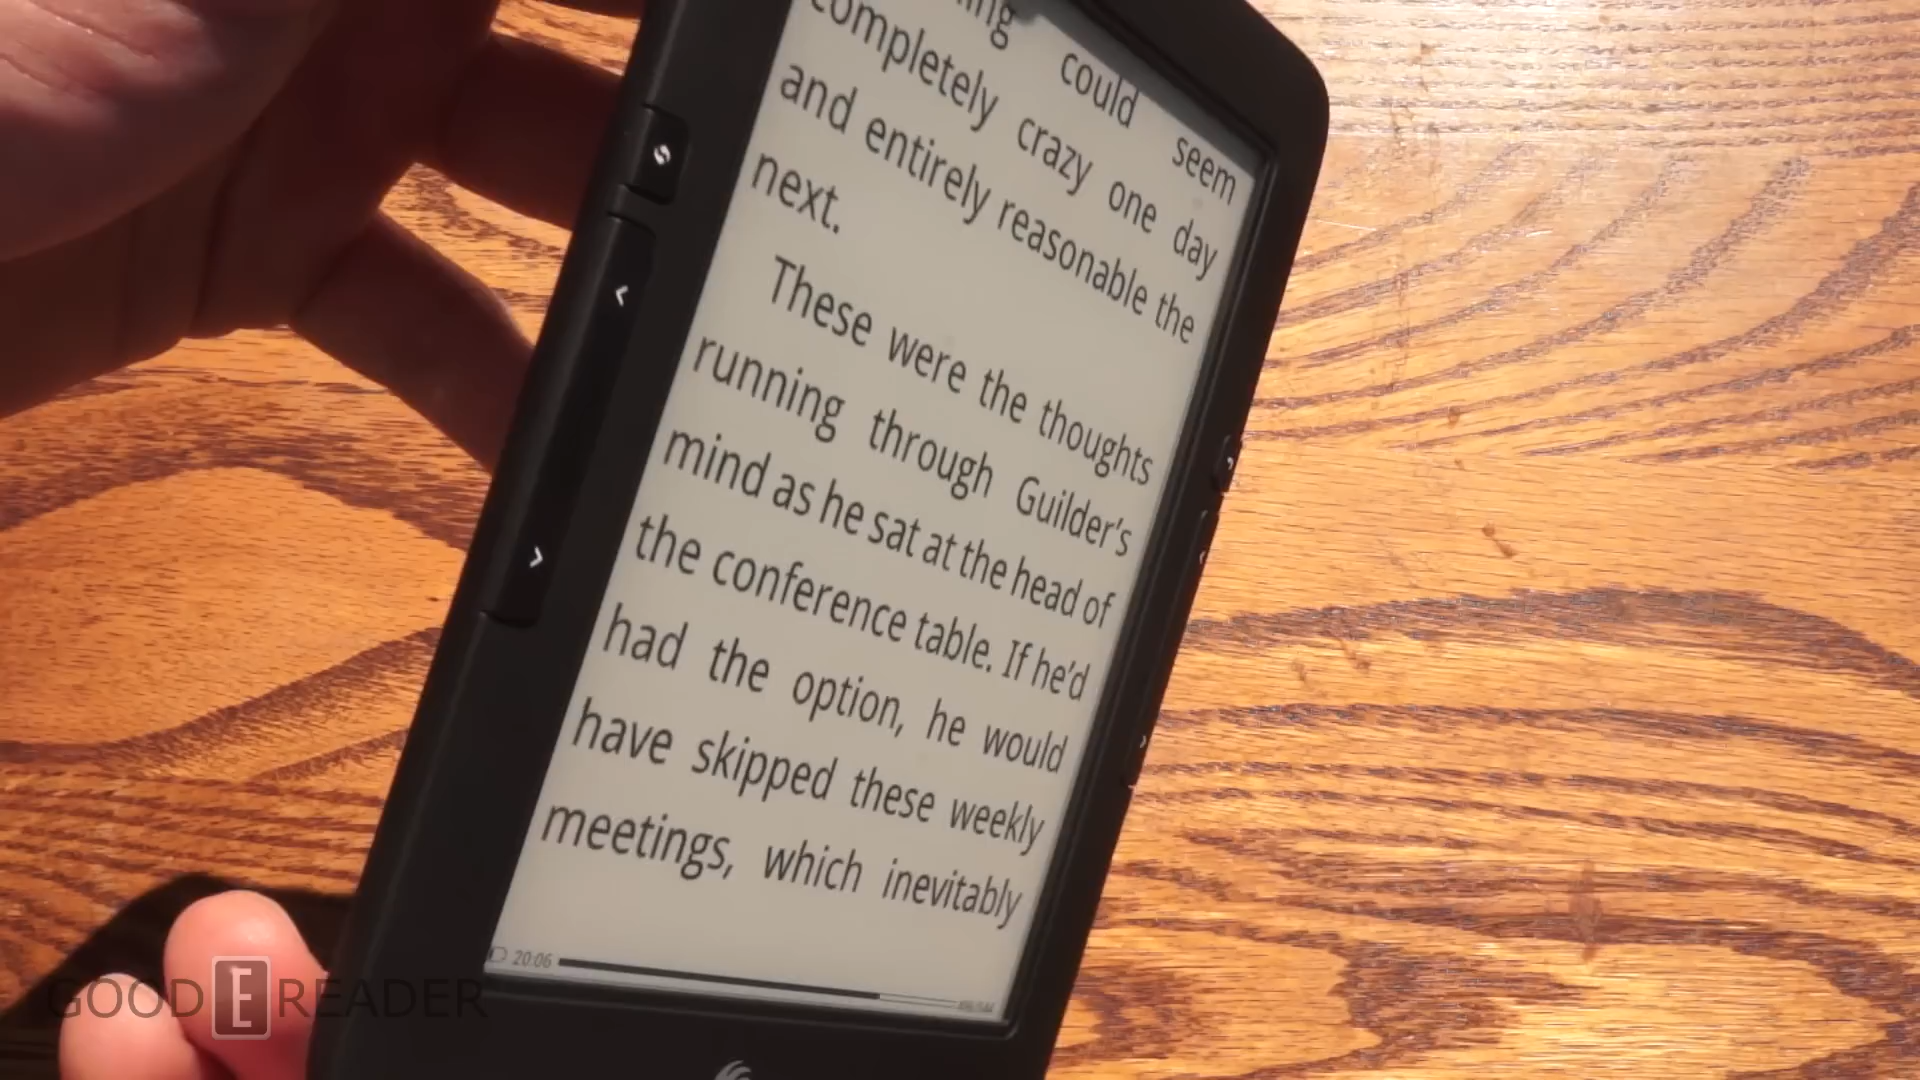 could seem
completely crazy one day
and entirely reasonable the
next.
These were the thoughts
running through Guilder's
mind as he sat at the head of
the conference table. If he'd
had the option, he would
have skipped these weekly
meetings, which inevitably
20:06
GOOD E READER